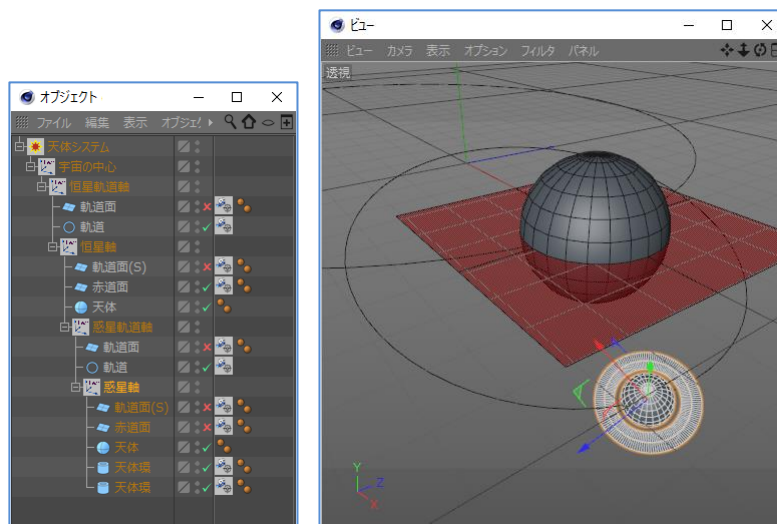 オブジェクト
ファイル 編集 表示 オブジェ
天体システム
宇宙の中心
恒星軌道軸
軌道面
軌道
恒星軸
軌道面(S)
赤道面
天体
惑星軌道軸
軌道面
軌道
惑星軸
軌道面(S)
赤道面
天体
天体環
天体環
ビュー
ビュー カメラ 表示 オプション フィルタ パネル
透視
Y
Z
X